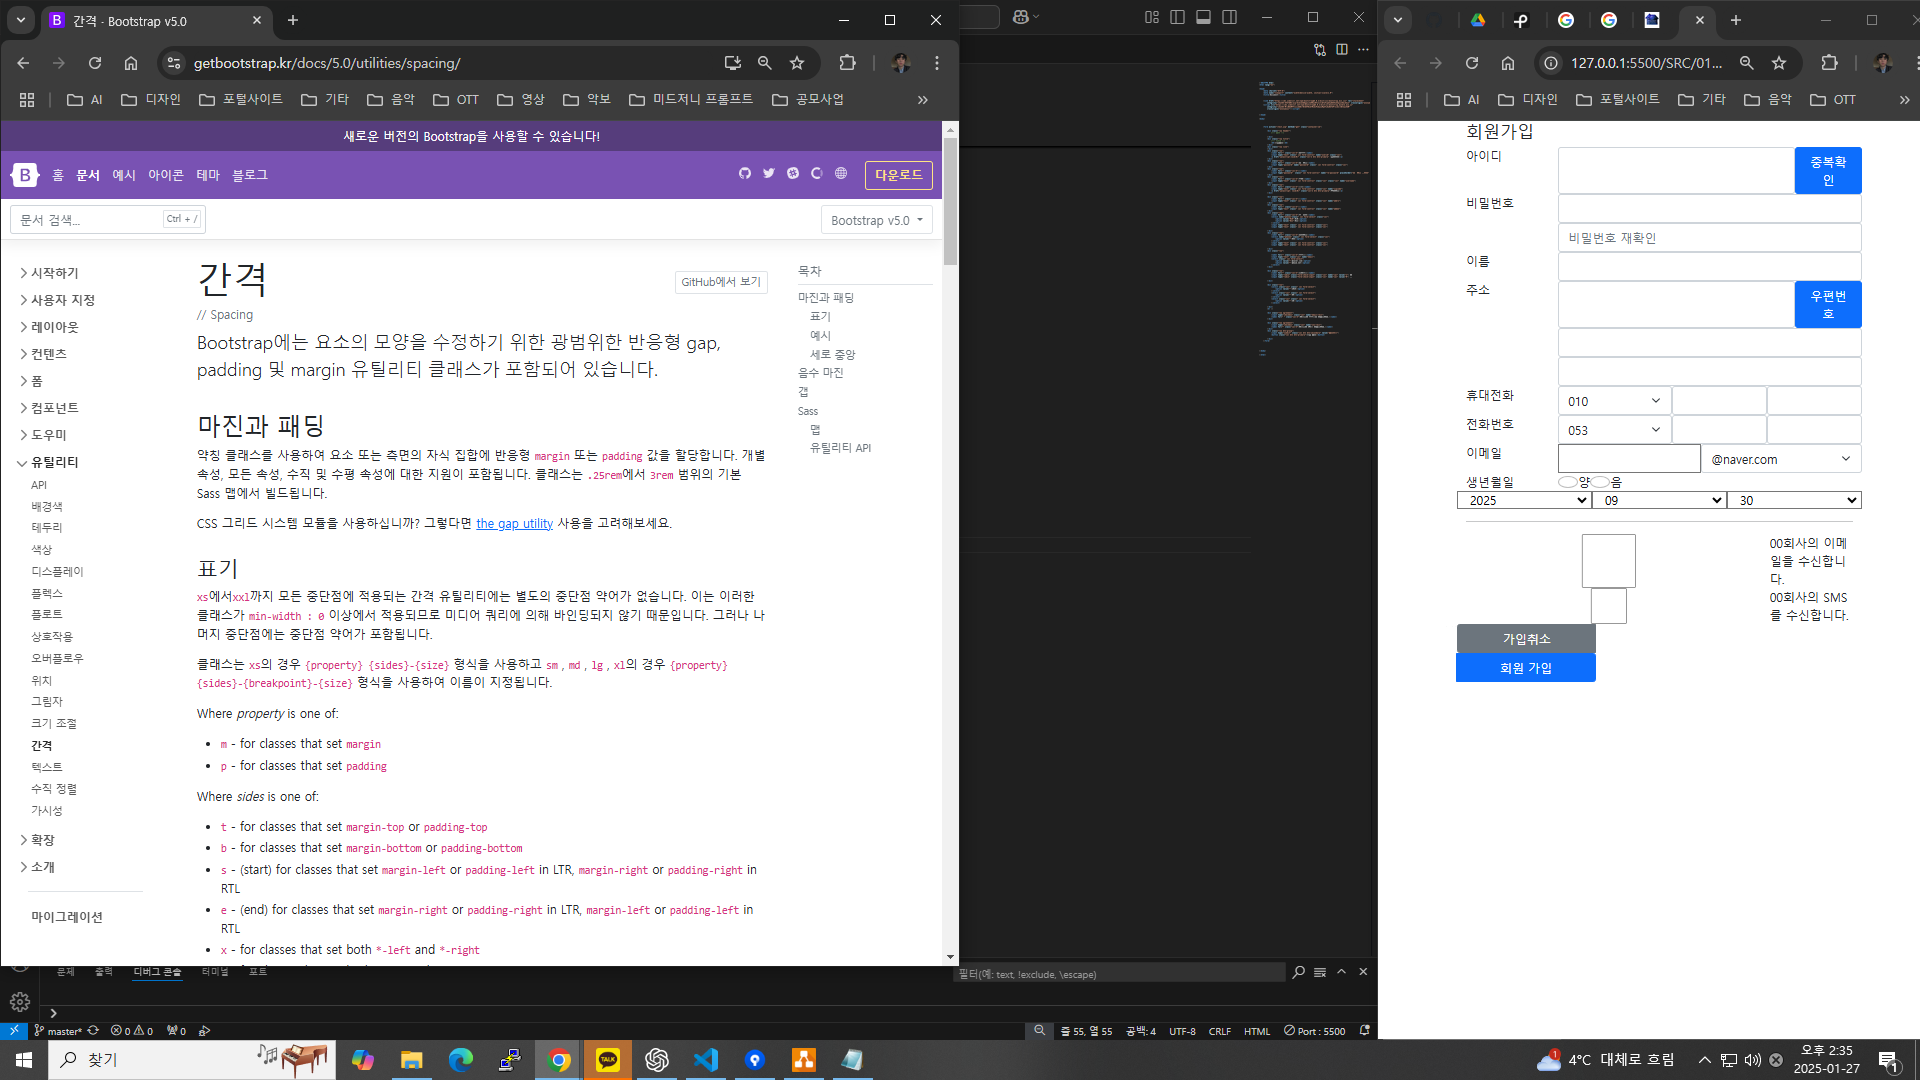 간격 · Bootstrap v5.0
getbootstrap.kr/docs/5.0/utilities/spacing/
AI
디자인
포털사이트
기타
음악
OTT
영상
악보
미드저니 프롬프트
공모사업
새로운 버전의 Bootstrap을 사용할 수 있습니다!
B 홈 문서 예시 아이콘 테마 블로그
다운로드
문서 검색...
Ctrl + /
Bootstrap v5.0
시작하기
사용자 지정
레이아웃
컨텐츠
폼
컴포넌트
도우미
유틸리티
API
배경색
테두리
색상
디스플레이
플렉스
플로트
상호작용
오버플로우
위치
그림자
크기 조절
간격
텍스트
수직 정렬
가시성
확장
소개
마이그레이션
간격
GitHub에서 보기
// Spacing
Bootstrap에는 요소의 모양을 수정하기 위한 광범위한 반응형 gap,
padding 및 margin 유틸리티 클래스가 포함되어 있습니다.
마진과 패딩
약칭 클래스를 사용하여 요소 또는 측면의 자식 집합에 반응형 margin 또는 padding 값을 할당합니다. 개별
속성, 모든 속성, 수직 및 수평 속성에 대한 지원이 포함됩니다. 클래스는 .25rem에서 3rem 범위의 기본
Sass 맵에서 빌드됩니다.
CSS 그리드 시스템 모듈을 사용하십니까? 그렇다면 the gap utility 사용을 고려해보세요.
표기
xs에서xxl까지 모든 중단점에 적용되는 간격 유틸리티에는 별도의 중단점 약어가 없습니다. 이는 이러한
클래스가 min-width : 0 이상에서 적용되므로 미디어 쿼리에 의해 바인딩되지 않기 때문입니다. 그러나 나
머지 중단점에는 중단점 약어가 포함됩니다.
클래스는 xs의 경우 {property} {sides}-{size} 형식을 사용하고 sm , md , lg , xl의 경우 {property}
{sides}-{breakpoint}-{size} 형식을 사용하여 이름이 지정됩니다.
Where property is one of:
m - for classes that set margin
p - for classes that set padding
Where sides is one of:
t - for classes that set margin-top or padding-top
b - for classes that set margin-bottom or padding-bottom
s - (start) for classes that set margin-left or padding-left in LTR, margin-right or padding-right in
RTL
e - (end) for classes that set margin-right or padding-right in LTR, margin-left or padding-left in
RTL
x - for classes that set both *-left and *-right
목차
마진과 패딩
표기
예시
세로 중앙
음수 마진
갭
Sass
맵
유틸리티 API
문제 출력 디버그 콘솔 터미널 포트
필터(예: text, !exclude, \escape)
master*
0 0
0
줄 55, 열 55
공백: 4
UTF-8
CRLF
HTML
Port : 5500
127.0.0.1:5500/SRC/01...
AI
디자인
포털사이트
기타
음악
OTT
회원가입
아이디
중복확
인
비밀번호
비밀번호 재확인
이름
주소
우편번
호
휴대전화
010
전화번호
053
이메일
@naver.com
생년월일
양 음
2025 09 30
00회사의 이메
일을 수신합니
다.
00회사의 SMS
를 수신합니다.
가입취소
회원 가입
찾기
TALK
1
4°C 대체로 흐림
오후 2:35
2025-01-27
1